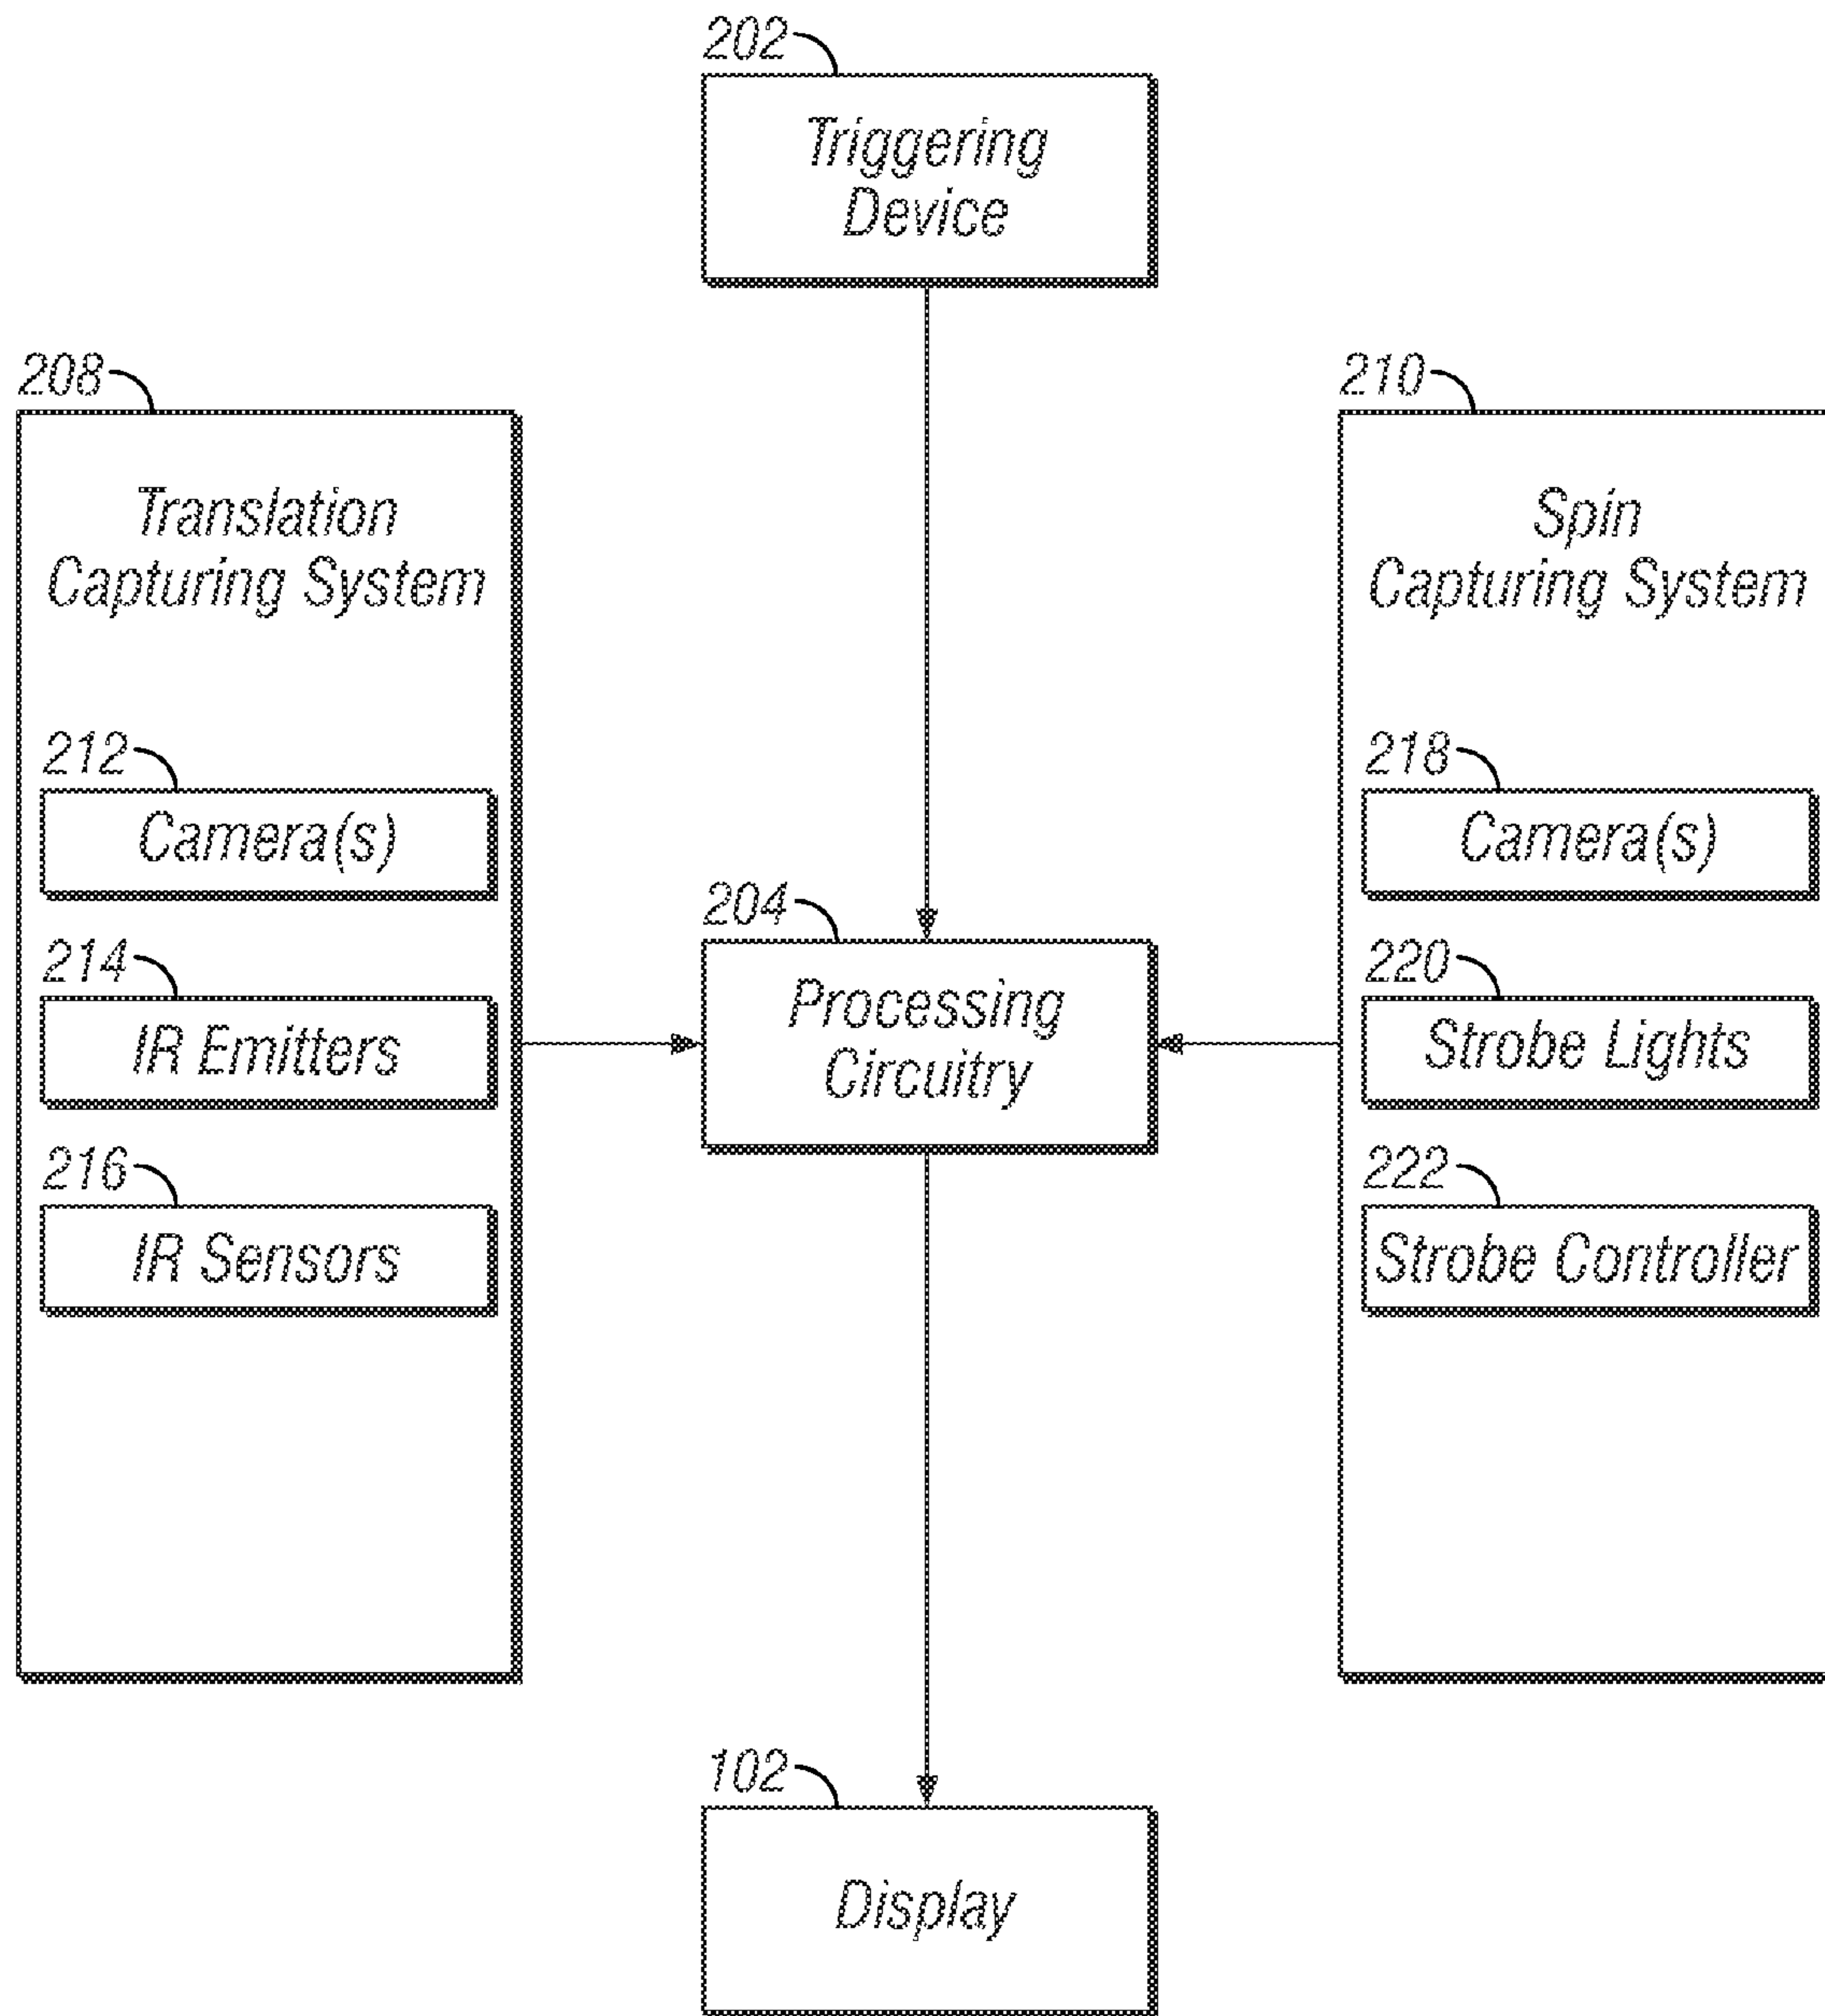 202
Triggering
Device
208
Translation
Capturing System
212
Camera(s)
214
IR Emitters
216
IR Sensors
204
Processing
Circuitry
210
Spin
Capturing System
218
Camera(s)
220
Strobe Lights
222
Strobe Controller
102
Display